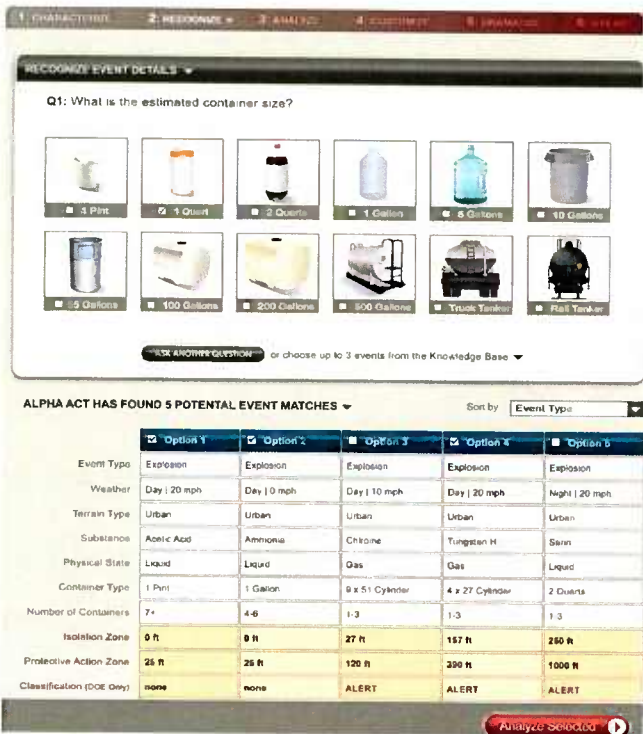 1. CHARACTERIZE 2. RECOGNIZE 3. ANALYZE 4. 5. 6.
RECOGNIZE EVENT DETAILS
Q1: What is the estimated container size?
1 Pint 1 Quart 2 Quarts 1 Gallon 5 Gallons 10 Gallons
55 Gallons 100 Gallons 200 Gallons 500 Gallons Truck Tanker Rail Tanker
ASK ANOTHER QUESTION or choose up to 3 events from the Knowledge Base
ALPHA ACT HAS FOUND 5 POTENTAL EVENT MATCHES Sort by Event Type
Option 1 Option 2 Option 3 Option 4 Option 5
Event Type Explosion Explosion Explosion Explosion Explosion
Weather Day | 20 mph Day | 0 mph Day | 10 mph Day | 20 mph Night | 20 mph
Terrain Type Urban Urban Urban Urban Urban
Substance Acetic Acid Ammonia Chlroine Tungsten H Sarin
Physical State Liquid Liquid Gas Gas Liquid
Container Type 1 Pint 1 Gallon 9 x 51 Cylinder 4 x 27 Cylinder 2 Quarts
Number of Containers 7+ 4-6 1-3 1-3 1-3
Isolation Zone 0 ft 0 ft 27 ft 157 ft 250 ft
Protective Action Zone 25 ft 25 ft 120 ft 390 ft 1000 ft
Classification (DOE Only) none none ALERT ALERT ALERT
Analyze Selected